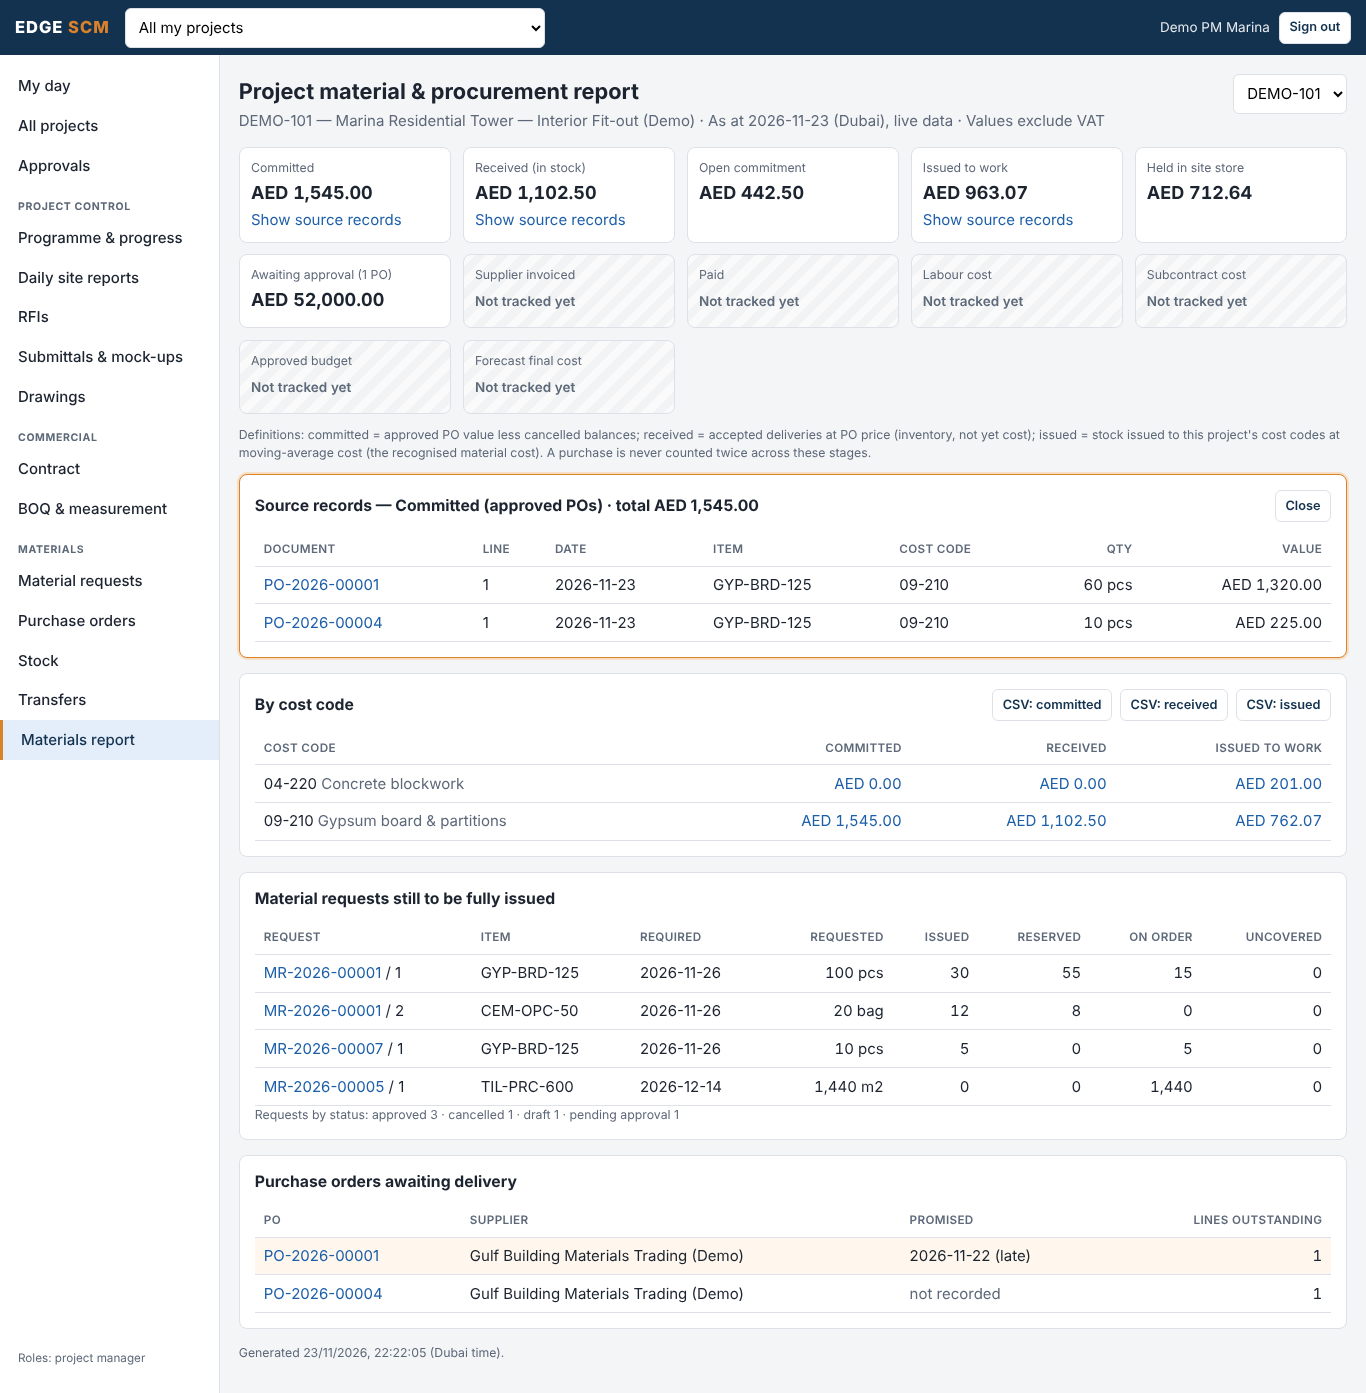 EDGE SCM
All my projects
Demo PM Marina
Sign out
My day
All projects
Approvals
PROJECT CONTROL
Programme & progress
Daily site reports
RFIs
Submittals & mock-ups
Drawings
COMMERCIAL
Contract
BOQ & measurement
MATERIALS
Material requests
Purchase orders
Stock
Transfers
Materials report
Roles: project manager
Project material & procurement report
DEMO-101
DEMO-101 — Marina Residential Tower — Interior Fit-out (Demo) · As at 2026-11-23 (Dubai), live data · Values exclude VAT
Committed
AED 1,545.00
Show source records
Received (in stock)
AED 1,102.50
Show source records
Open commitment
AED 442.50
Issued to work
AED 963.07
Show source records
Held in site store
AED 712.64
Awaiting approval (1 PO)
AED 52,000.00
Supplier invoiced
Not tracked yet
Paid
Not tracked yet
Labour cost
Not tracked yet
Subcontract cost
Not tracked yet
Approved budget
Not tracked yet
Forecast final cost
Not tracked yet
Definitions: committed = approved PO value less cancelled balances; received = accepted deliveries at PO price (inventory, not yet cost); issued = stock issued to this project's cost codes at
moving-average cost (the recognised material cost). A purchase is never counted twice across these stages.
Source records — Committed (approved POs) · total AED 1,545.00
Close
DOCUMENT LINE DATE ITEM COST CODE QTY VALUE
PO-2026-00001 1 2026-11-23 GYP-BRD-125 09-210 60 pcs AED 1,320.00
PO-2026-00004 1 2026-11-23 GYP-BRD-125 09-210 10 pcs AED 225.00
By cost code
CSV: committed CSV: received CSV: issued
COST CODE COMMITTED RECEIVED ISSUED TO WORK
04-220 Concrete blockwork AED 0.00 AED 0.00 AED 201.00
09-210 Gypsum board & partitions AED 1,545.00 AED 1,102.50 AED 762.07
Material requests still to be fully issued
REQUEST ITEM REQUIRED REQUESTED ISSUED RESERVED ON ORDER UNCOVERED
MR-2026-00001 / 1 GYP-BRD-125 2026-11-26 100 pcs 30 55 15 0
MR-2026-00001 / 2 CEM-OPC-50 2026-11-26 20 bag 12 8 0 0
MR-2026-00007 / 1 GYP-BRD-125 2026-11-26 10 pcs 5 0 5 0
MR-2026-00005 / 1 TIL-PRC-600 2026-12-14 1,440 m2 0 0 1,440 0
Requests by status: approved 3 · cancelled 1 · draft 1 · pending approval 1
Purchase orders awaiting delivery
PO SUPPLIER PROMISED LINES OUTSTANDING
PO-2026-00001 Gulf Building Materials Trading (Demo) 2026-11-22 (late) 1
PO-2026-00004 Gulf Building Materials Trading (Demo) not recorded 1
Generated 23/11/2026, 22:22:05 (Dubai time).